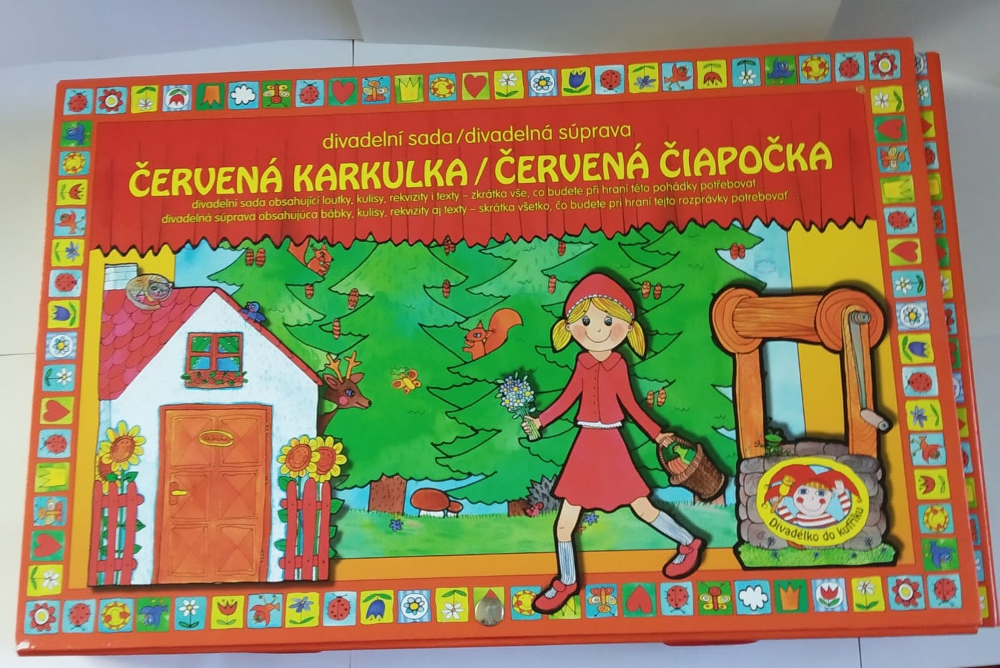 divadelní sada/divadelná súprava
ČERVENÁ KARKULKA/ČERVENÁ ČIAPOČKA
divadelní sada obsahující loutky, kulisy, rekvizity i texty – zkrátka vše, co budete při hraní této pohádky potřebovat...
divadelná súprava obsahujúca bábky, kulisy, rekvizity aj texty – skrátka všetko, čo budete pri hraní tejto rozprávky potrebovať...
Divadélko do kufříku